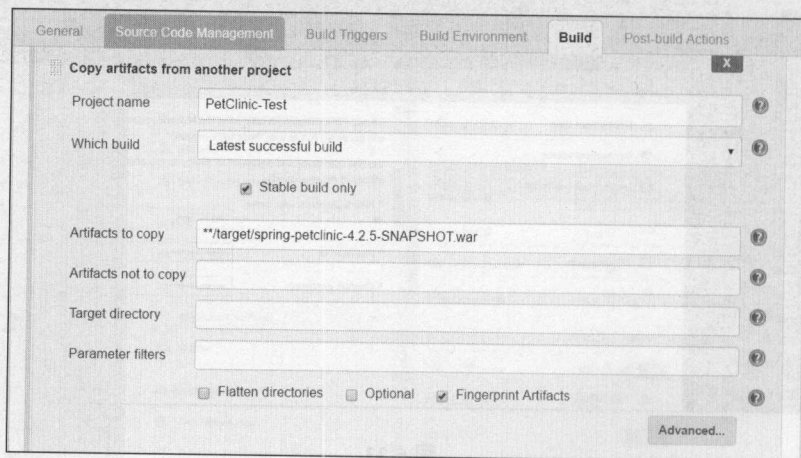 General Source Code Management Build Triggers Build Environment Build Post-build Actions
Copy artifacts from another project X
Project name PetClinic-Test ?
Which build Latest successful build ?
Stable build only
Artifacts to copy **/target/spring-petclinic-4.2.5-SNAPSHOT.war ?
Artifacts not to copy ?
Target directory ?
Parameter filters ?
Flatten directories Optional Fingerprint Artifacts ?
Advanced...